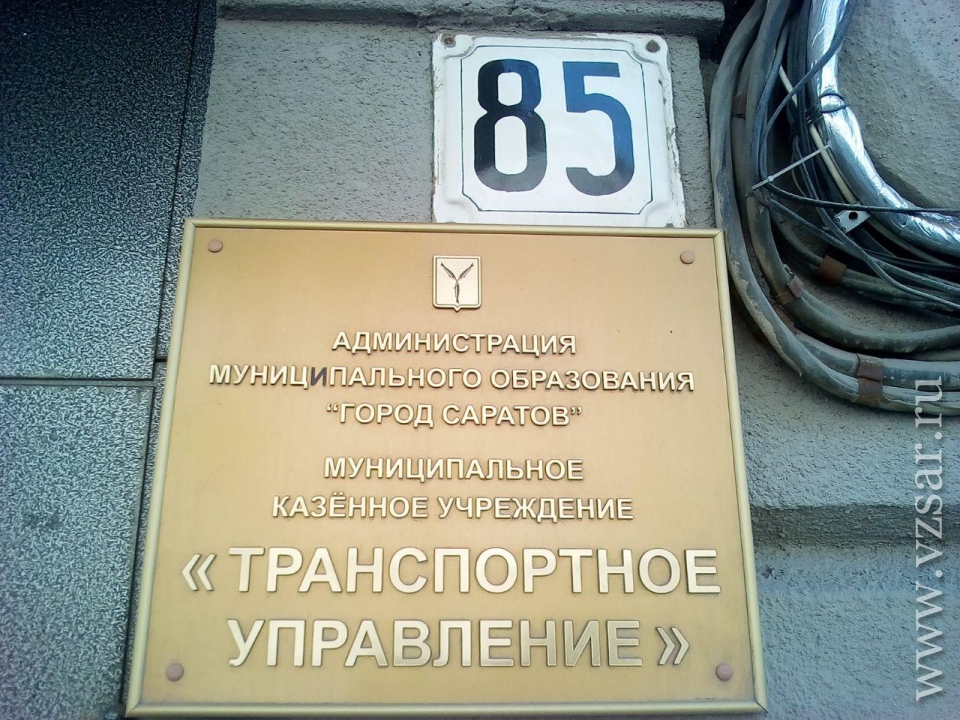 85
АДМИНИСТРАЦИЯ
МУНИЦИПАЛЬНОГО ОБРАЗОВАНИЯ
“ГОРОД САРАТОВ”
МУНИЦИПАЛЬНОЕ
КАЗЁННОЕ УЧРЕЖДЕНИЕ
« ТРАНСПОРТНОЕ
УПРАВЛЕНИЕ »
www.vzsar.ru